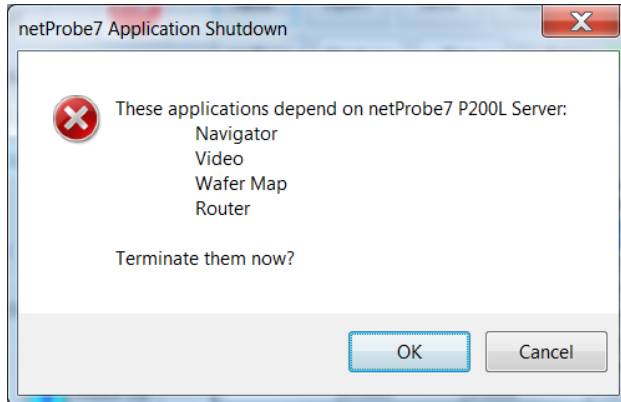 netProbe7 Application Shutdown
These applications depend on netProbe7 P200L Server:
Navigator
Video
Wafer Map
Router
Terminate them now?
OK
Cancel